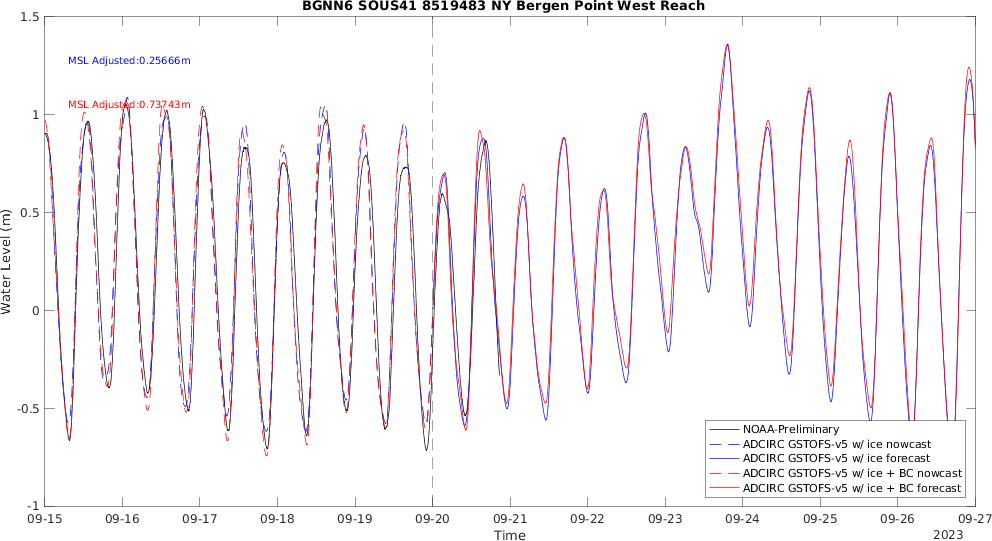 BGNN6 SOUS41 8519483 NY Bergen Point West Reach
1.5
MSL Adjusted:0.25666m
MSL Adjusted:0.73743m
1
0.5
0
-0.5
-1
Water Level (m)
NOAA-Preliminary
ADCIRC GSTOFS-v5 w/ ice nowcast
ADCIRC GSTOFS-v5 w/ ice forecast
ADCIRC GSTOFS-v5 w/ ice + BC nowcast
ADCIRC GSTOFS-v5 w/ ice + BC forecast
09-15 09-16 09-17 09-18 09-19 09-20 09-21 09-22 09-23 09-24 09-25 09-26 09-27
Time
2023